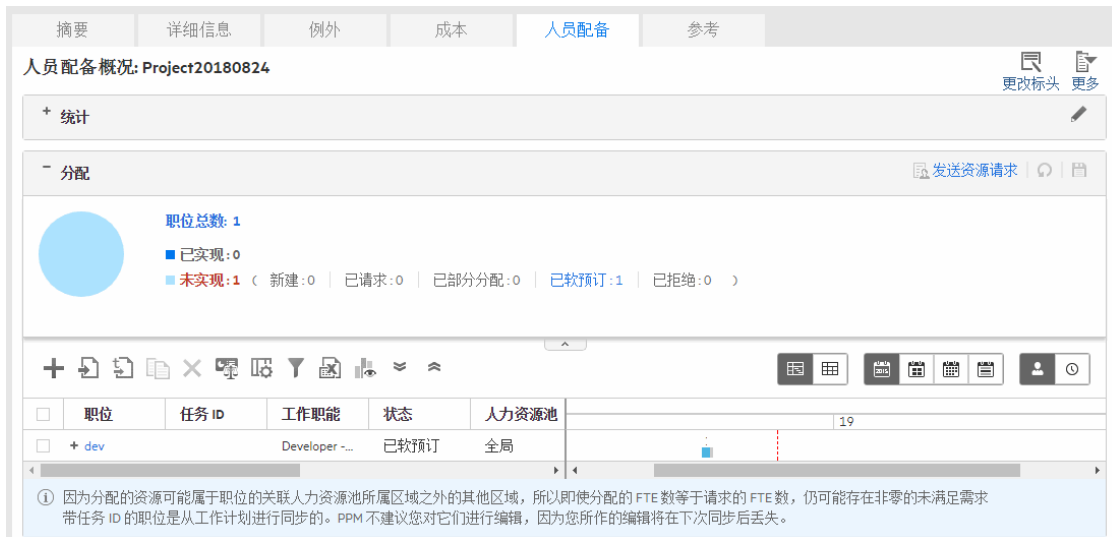 摘要 详细信息 例外 成本 人员配备 参考
人员配备概况: Project20180824
更改标头 更多
+ 统计
- 分配 发送资源请求
职位总数: 1
已实现:0
未实现:1 ( 新建:0 | 已请求:0 | 已部分分配:0 | 已软预订:1 | 已拒绝:0 )
2015
职位 任务 ID 工作职能 状态 人力资源池 19
+ dev Developer -... 已软预订 全局
因为分配的资源可能属于职位的关联人力资源池所属区域之外的其他区域，所以即使分配的 FTE 数等于请求的 FTE 数，仍可能存在非零的未满足需求
带任务 ID 的职位是从工作计划进行同步的。PPM 不建议您对它们进行编辑，因为您所作的编辑将在下次同步后丢失。